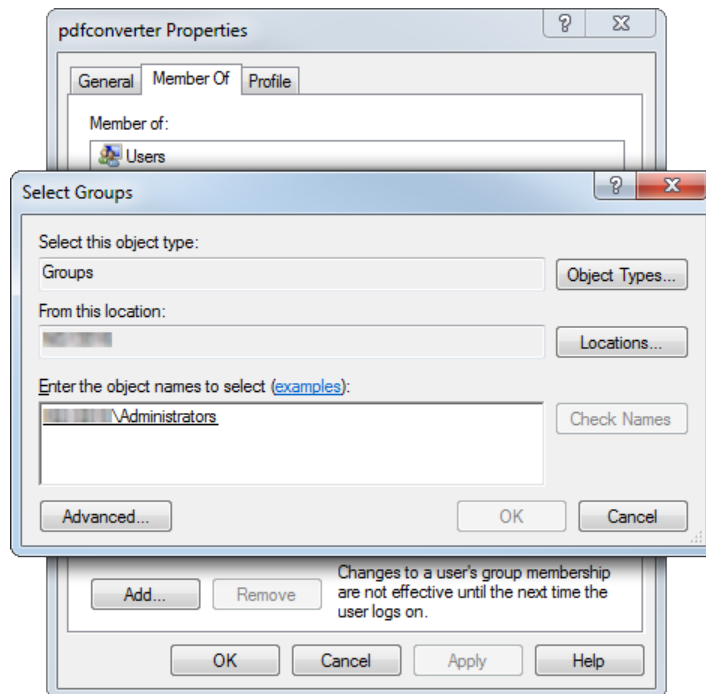 pdfconverter Properties
General Member Of Profile
Member of:
Users
Select Groups
Select this object type:
Groups
Object Types...
From this location:
Locations...
Enter the object names to select (examples):
\Administrators
Check Names
Advanced...
OK
Cancel
Add...
Remove
Changes to a user's group membership
are not effective until the next time the
user logs on.
OK
Cancel
Apply
Help